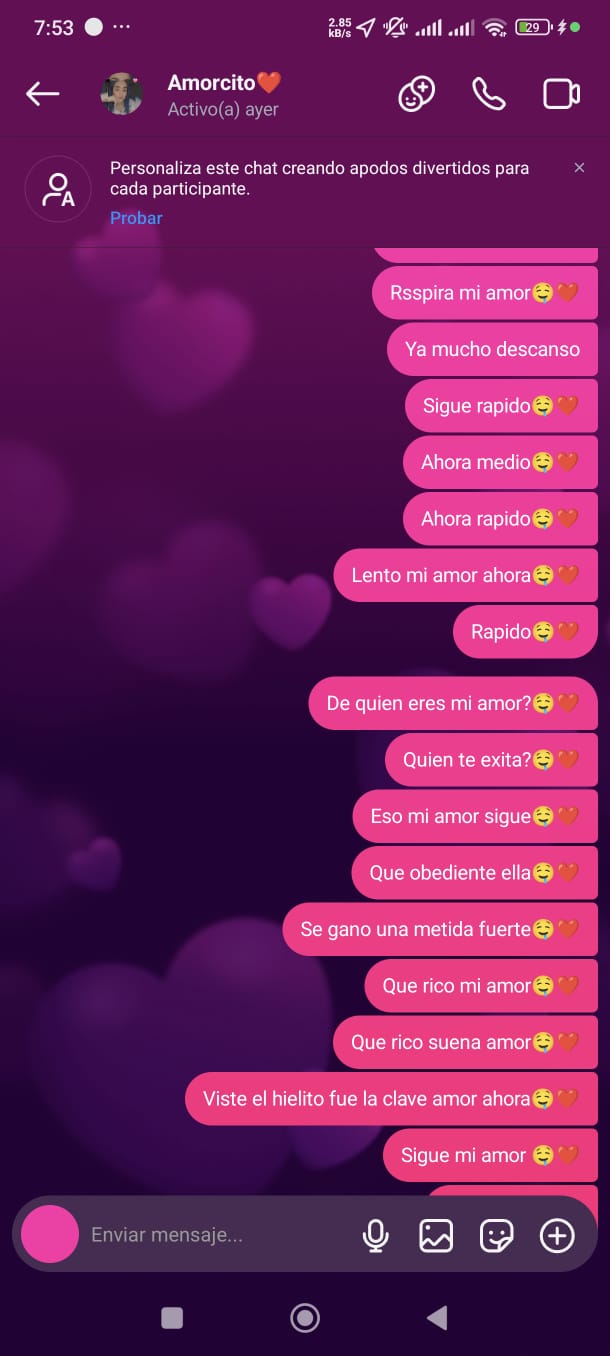 7:53
2.85
kB/s
29
Amorcito❤️
Activo(a) ayer
Personaliza este chat creando apodos divertidos para
cada participante.
Probar
Rsspira mi amor🤤❤️
Ya mucho descanso
Sigue rapido🤤❤️
Ahora medio🤤❤️
Ahora rapido🤤❤️
Lento mi amor ahora🤤❤️
Rapido🤤❤️
De quien eres mi amor?🤤❤️
Quien te exita?🤤❤️
Eso mi amor sigue🤤❤️
Que obediente ella🤤❤️
Se gano una metida fuerte🤤❤️
Que rico mi amor🤤❤️
Que rico suena amor🤤❤️
Viste el hielito fue la clave amor ahora🤤❤️
Sigue mi amor 🤤❤️
Enviar mensaje...